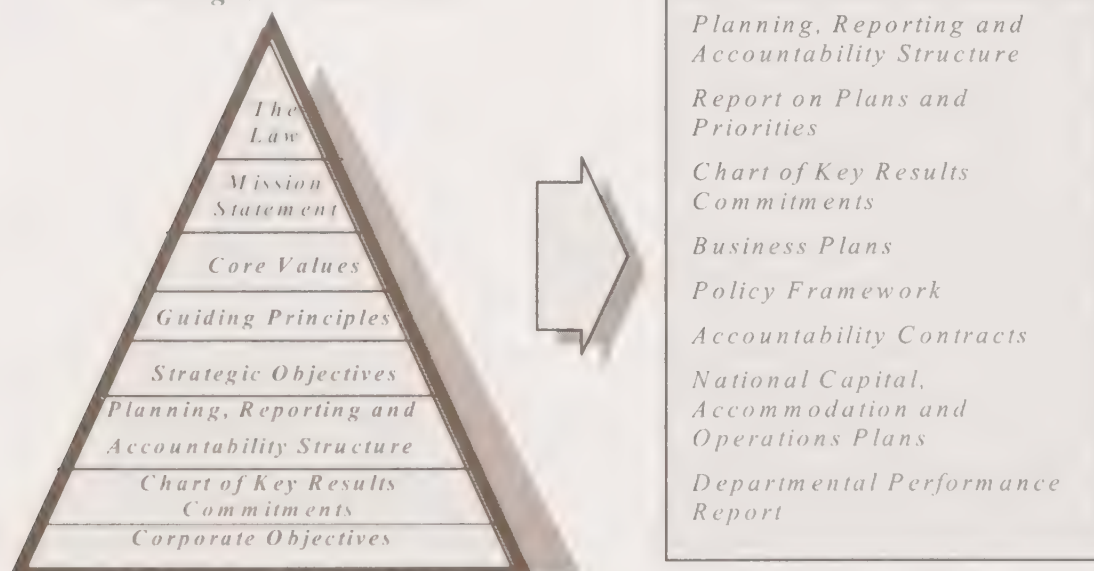 The
Law
Mission
Statement
Core Values
Guiding Principles
Strategic Objectives
Planning, Reporting and
Accountability Structure
Chart of Key Results
Commitments
Corporate Objectives
Planning, Reporting and
Accountability Structure
Report on Plans and
Priorities
Chart of Key Results
Commitments
Business Plans
Policy Framework
Accountability Contracts
National Capital,
Accommodation and
Operations Plans
Departmental Performance
Report